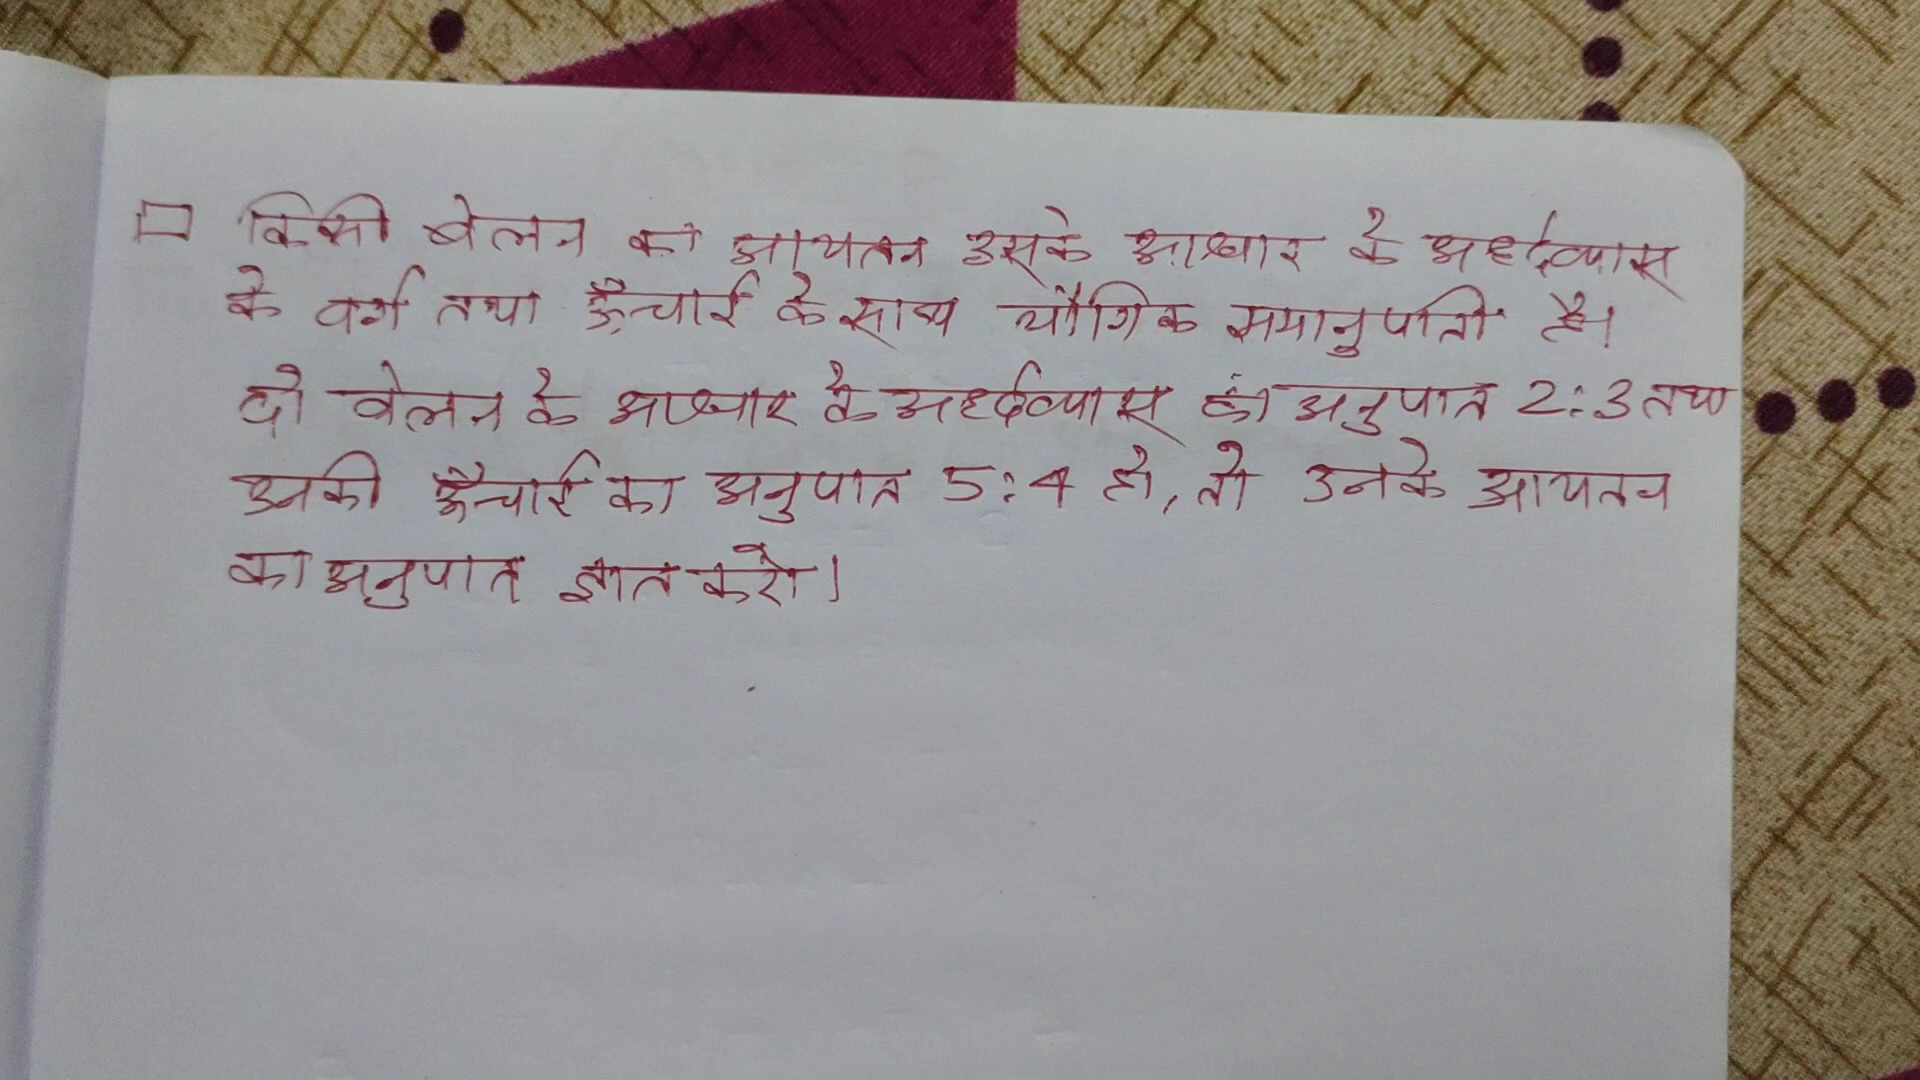 □ किसी बेलन का आयतन उसके आधार के अर्द्धव्यास
के वर्ग तथा ऊँचाई के साथ यौगिक समानुपाती है।
दो बेलन के आधार के अर्द्धव्यास का अनुपात 2:3 तथा
उनकी ऊँचाई का अनुपात 5:4 हो, तो उनके आयतन
का अनुपात ज्ञात करो।